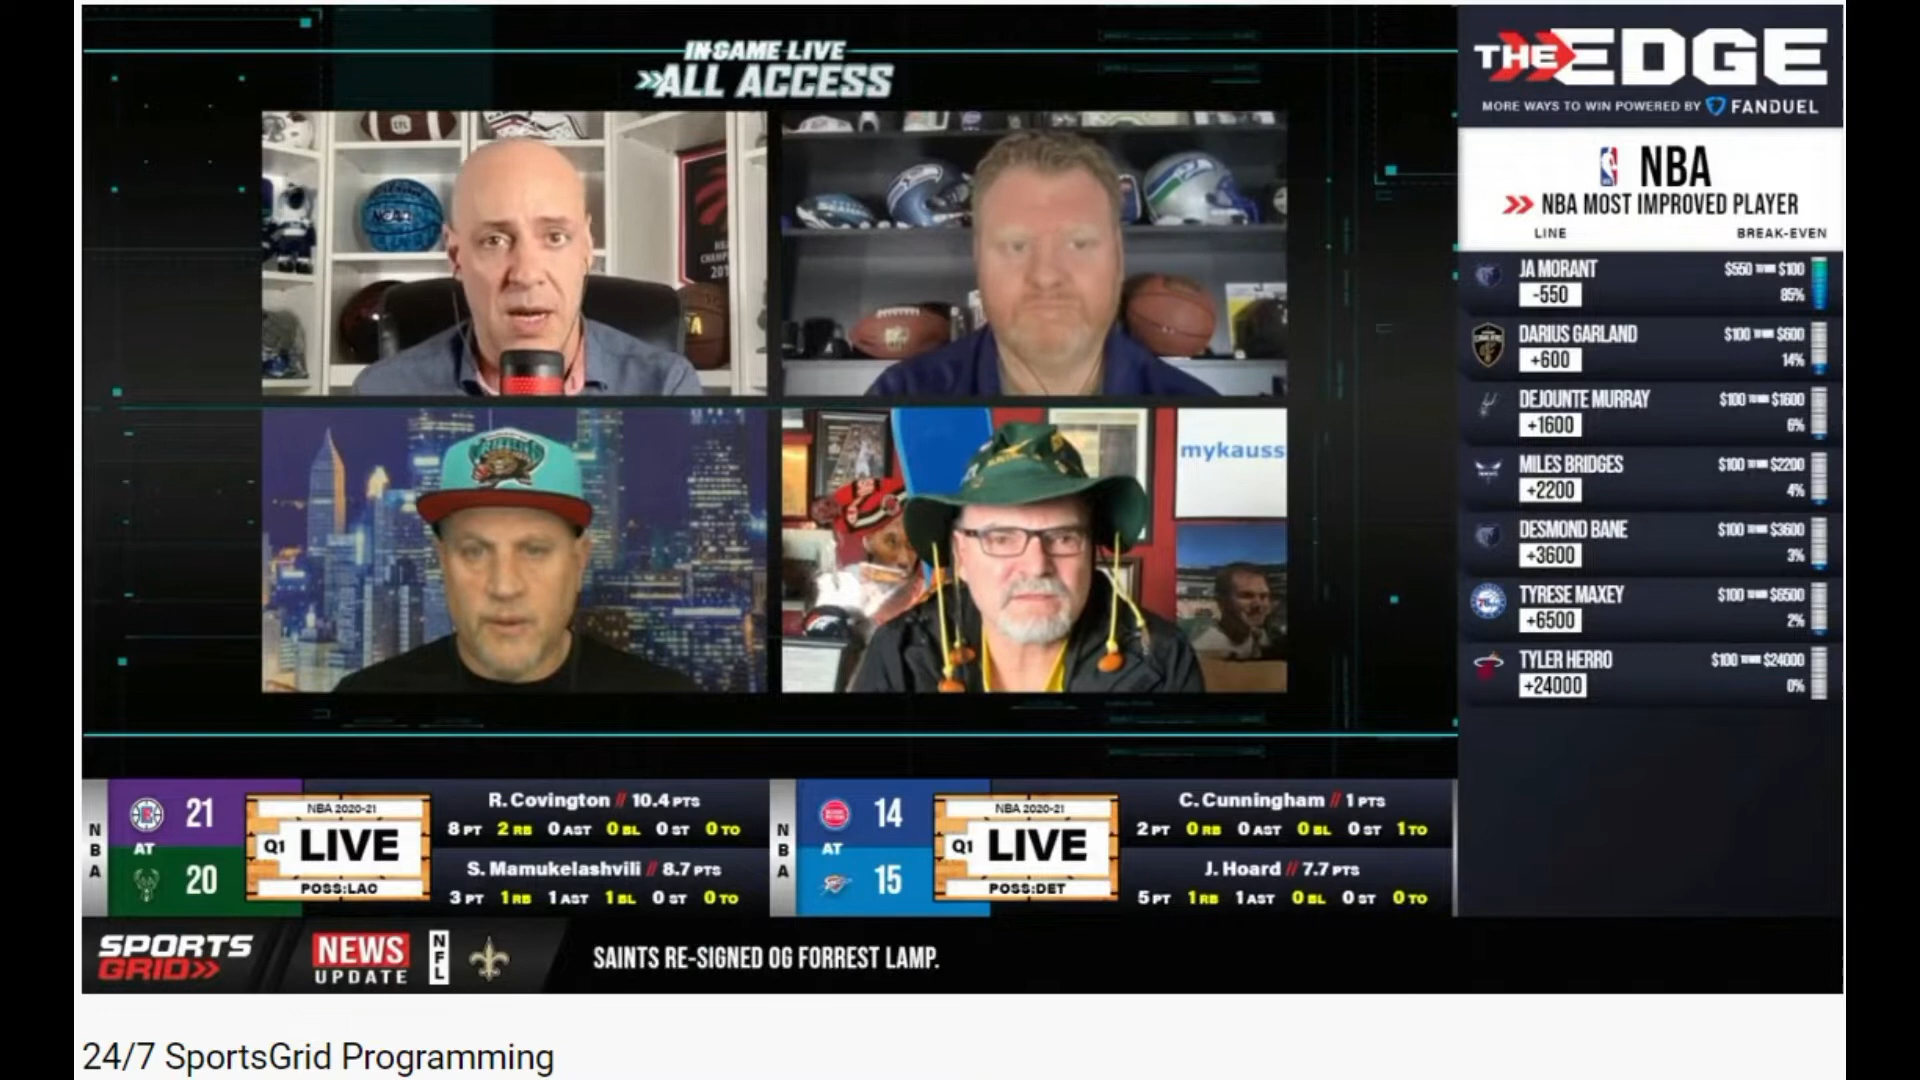 IN-GAME LIVE
ALL ACCESS
NCAA
mykauss
THE EDGE
MORE WAYS TO WIN POWERED BY FANDUEL
NBA
NBA MOST IMPROVED PLAYER
LINE BREAK-EVEN
JA MORANT $550 TO WIN $100
-550 85%
DARIUS GARLAND $100 TO WIN $600
+600 14%
DEJOUNTE MURRAY $100 TO WIN $1600
+1600 6%
MILES BRIDGES $100 TO WIN $2200
+2200 4%
DESMOND BANE $100 TO WIN $3600
+3600 3%
TYRESE MAXEY $100 TO WIN $6500
+6500 2%
TYLER HERRO $100 TO WIN $24000
+24000 0%
NBA
21
AT
20
NBA 2020-21
Q1 LIVE
POSS:LAC
R. Covington // 10.4 PTS
8 PT 2 RB 0 AST 0 BL 0 ST 0 TO
S. Mamukelashvili // 8.7 PTS
3 PT 1 RB 1 AST 1 BL 0 ST 0 TO
NBA
14
AT
15
NBA 2020-21
Q1 LIVE
POSS:DET
C. Cunningham // 1 PTS
2 PT 0 RB 0 AST 0 BL 0 ST 1 TO
J. Hoard // 7.7 PTS
5 PT 1 RB 1 AST 0 BL 0 ST 0 TO
SPORTS
GRID
NEWS
UPDATE
NFL
SAINTS RE-SIGNED OG FORREST LAMP.
24/7 SportsGrid Programming